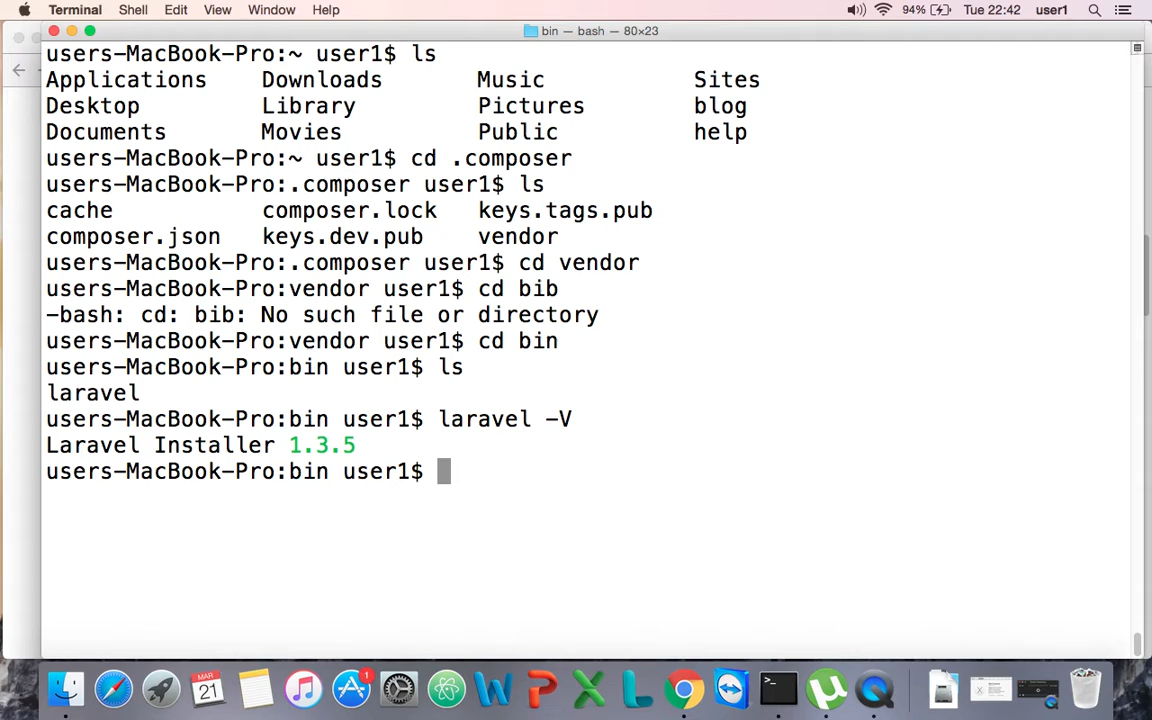 Terminal Shell Edit View Window Help 94% Tue 22:42 user1
bin — bash — 80×23
users-MacBook-Pro:~ user1$ ls
Applications Downloads Music Sites
Desktop Library Pictures blog
Documents Movies Public help
users-MacBook-Pro:~ user1$ cd .composer
users-MacBook-Pro:.composer user1$ ls
cache composer.lock keys.tags.pub
composer.json keys.dev.pub vendor
users-MacBook-Pro:.composer user1$ cd vendor
users-MacBook-Pro:vendor user1$ cd bib
-bash: cd: bib: No such file or directory
users-MacBook-Pro:vendor user1$ cd bin
users-MacBook-Pro:bin user1$ ls
laravel
users-MacBook-Pro:bin user1$ laravel -V
Laravel Installer 1.3.5
users-MacBook-Pro:bin user1$
MAR
21
1